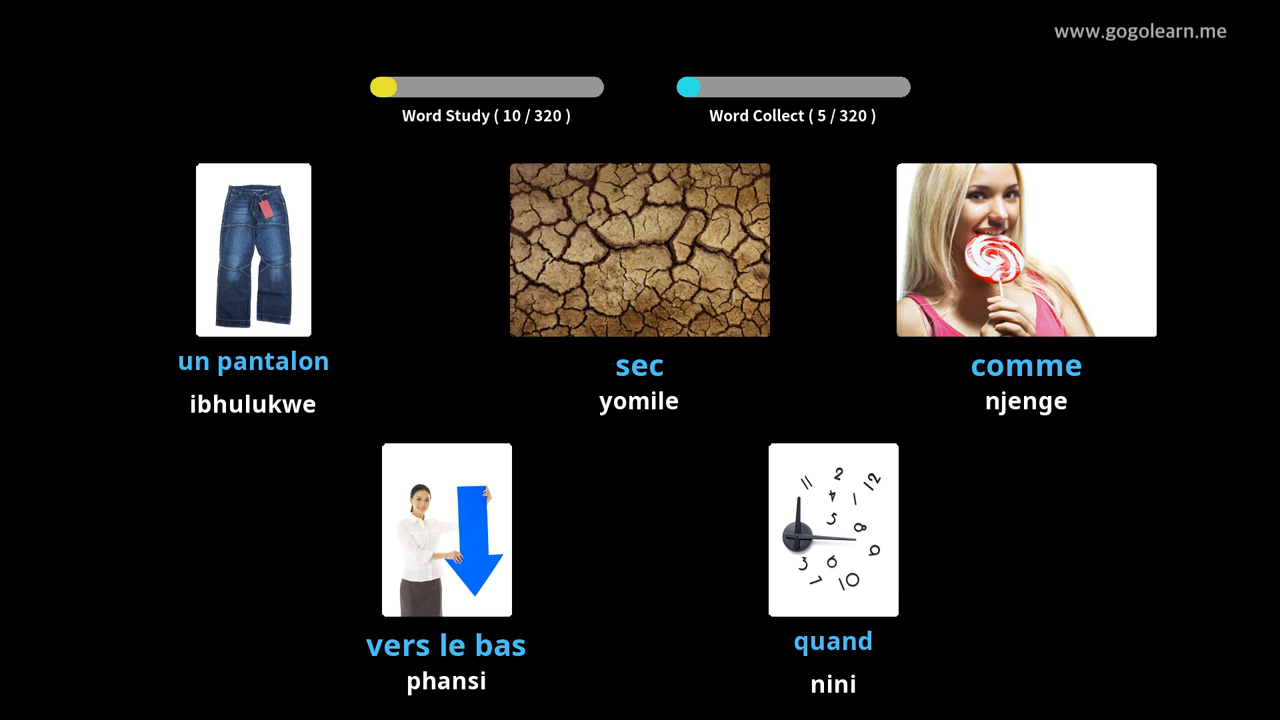 www.gogolearn.me
Word Study ( 10 / 320 )
Word Collect ( 5 / 320 )
un pantalon
ibhulukwe
sec
yomile
comme
njenge
vers le bas
phansi
quand
nini